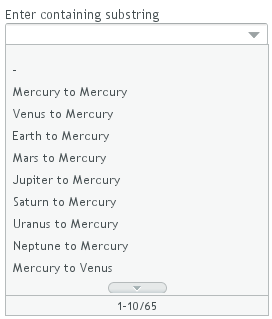 Enter containing substring
-
Mercury to Mercury
Venus to Mercury
Earth to Mercury
Mars to Mercury
Jupiter to Mercury
Saturn to Mercury
Uranus to Mercury
Neptune to Mercury
Mercury to Venus
1-10/65